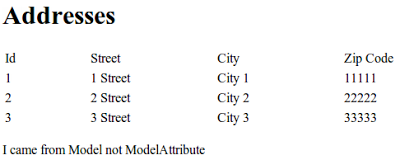 Addresses
Id Street City Zip Code
1 1 Street City 1 11111
2 2 Street City 2 22222
3 3 Street City 3 33333
I came from Model not ModelAttribute